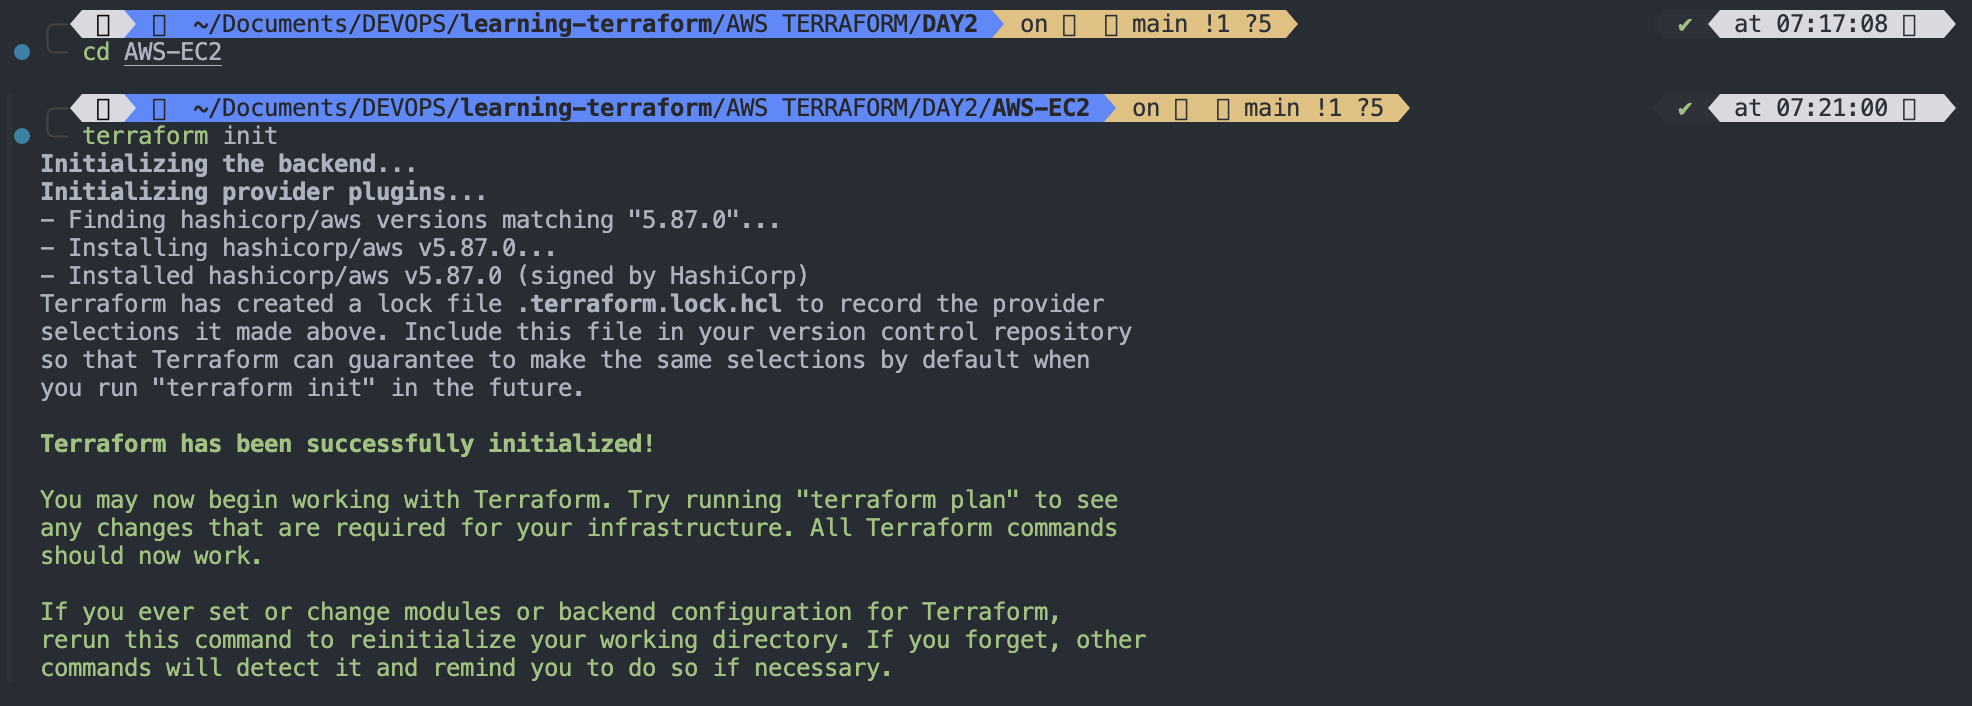 ~/Documents/DEVOPS/learning-terraform/AWS TERRAFORM/DAY2 on main !1 ?5 ✔ at 07:17:08
cd AWS-EC2
~/Documents/DEVOPS/learning-terraform/AWS TERRAFORM/DAY2/AWS-EC2 on main !1 ?5 ✔ at 07:21:00
terraform init
Initializing the backend...
Initializing provider plugins...
- Finding hashicorp/aws versions matching "5.87.0"...
- Installing hashicorp/aws v5.87.0...
- Installed hashicorp/aws v5.87.0 (signed by HashiCorp)
Terraform has created a lock file .terraform.lock.hcl to record the provider
selections it made above. Include this file in your version control repository
so that Terraform can guarantee to make the same selections by default when
you run "terraform init" in the future.
Terraform has been successfully initialized!
You may now begin working with Terraform. Try running "terraform plan" to see
any changes that are required for your infrastructure. All Terraform commands
should now work.
If you ever set or change modules or backend configuration for Terraform,
rerun this command to reinitialize your working directory. If you forget, other
commands will detect it and remind you to do so if necessary.